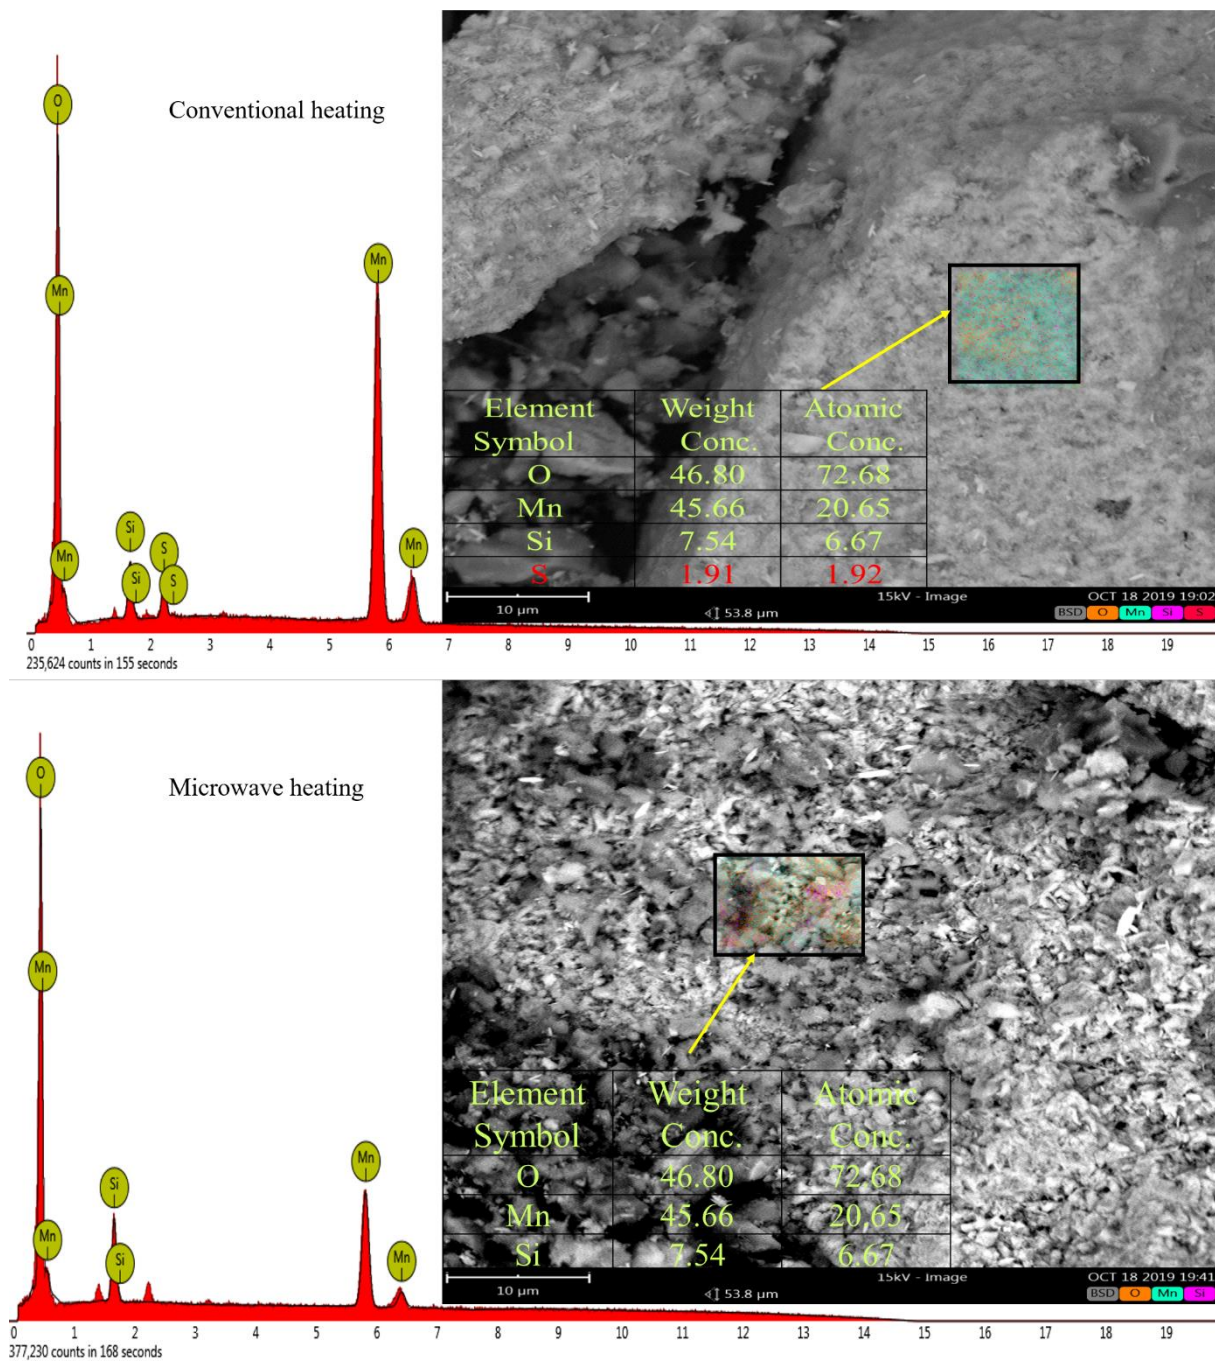 Conventional heating
O
Mn
Mn
Si
Si
S
S
Mn
Mn
Element Symbol Weight Conc. Atomic Conc.
O 46.80 72.68
Mn 45.66 20.65
Si 7.54 6.67
S 1.91 1.92
10 µm 53.8 µm 15kV - Image OCT 18 2019 19:02
BSD O Mn Si S
0 1 2 3 4 5 6 7 8 9 10 11 12 13 14 15 16 17 18 19
235,624 counts in 155 seconds
Microwave heating
O
Mn
Mn
Si
Si
Mn
Mn
Element Symbol Weight Conc. Atomic Conc.
O 46.80 72.68
Mn 45.66 20.65
Si 7.54 6.67
10 µm 53.8 µm 15kV - Image OCT 18 2019 19:41
BSD O Mn Si
0 1 2 3 4 5 6 7 8 9 10 11 12 13 14 15 16 17 18 19
377,230 counts in 168 seconds